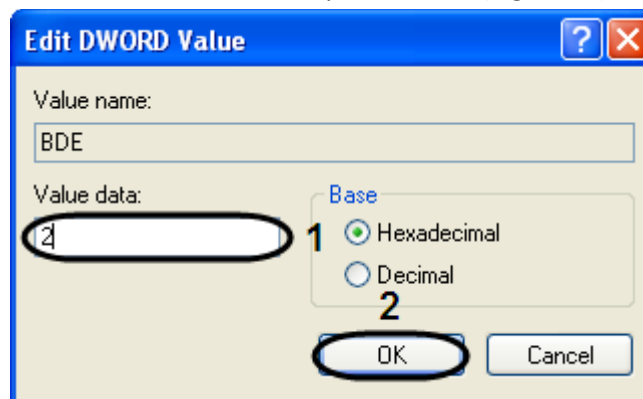 Edit DWORD Value
Value name:
BDE
Value data:
2
1
Base
Hexadecimal
Decimal
2
OK
Cancel